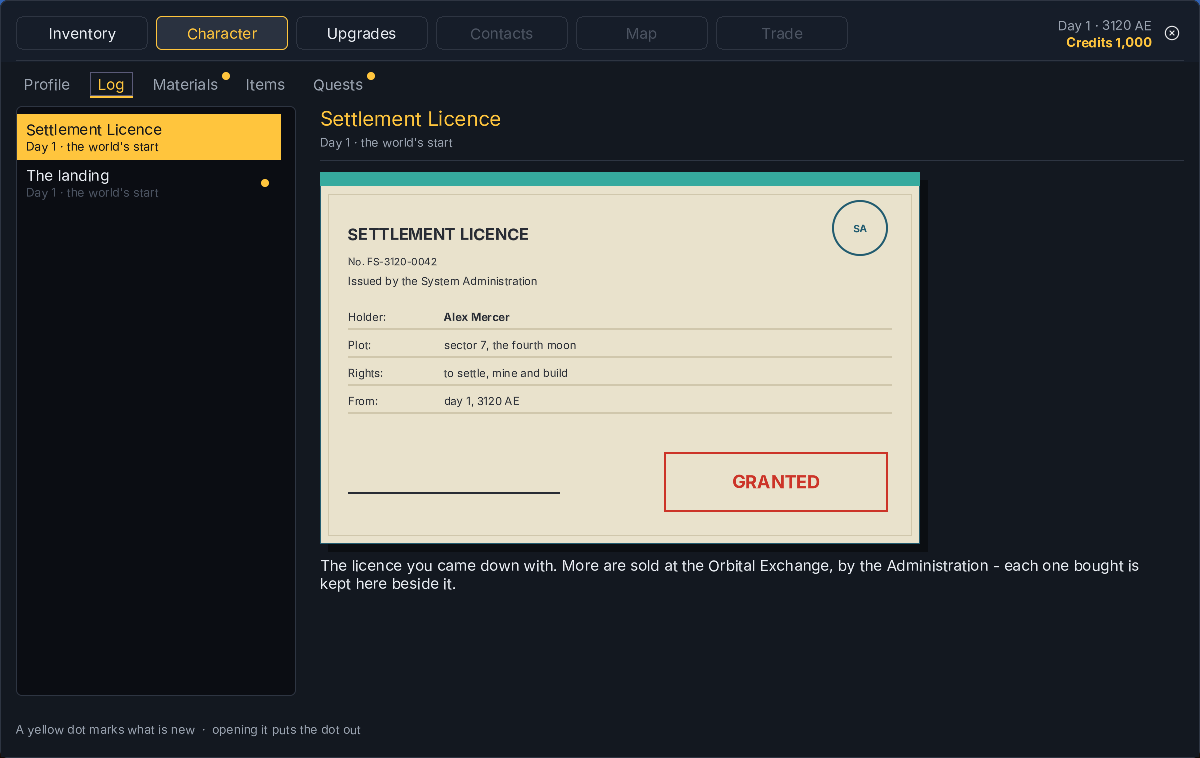 Inventory
Character
Upgrades
Contacts
Map
Trade
Day 1 · 3120 AE
Credits 1,000
Profile
Log
Materials
Items
Quests
Settlement Licence
Day 1 · the world's start
The landing
Day 1 · the world's start
Settlement Licence
Day 1 · the world's start
SETTLEMENT LICENCE
SA
No. FS-3120-0042
Issued by the System Administration
Holder: Alex Mercer
Plot: sector 7, the fourth moon
Rights: to settle, mine and build
From: day 1, 3120 AE
GRANTED
The licence you came down with. More are sold at the Orbital Exchange, by the Administration - each one bought is
kept here beside it.
A yellow dot marks what is new · opening it puts the dot out